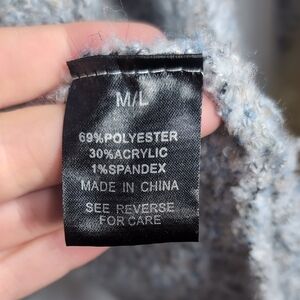 M/L
69%POLYESTER
30%ACRYLIC
1%SPANDEX
MADE IN CHINA
SEE REVERSE
FOR CARE